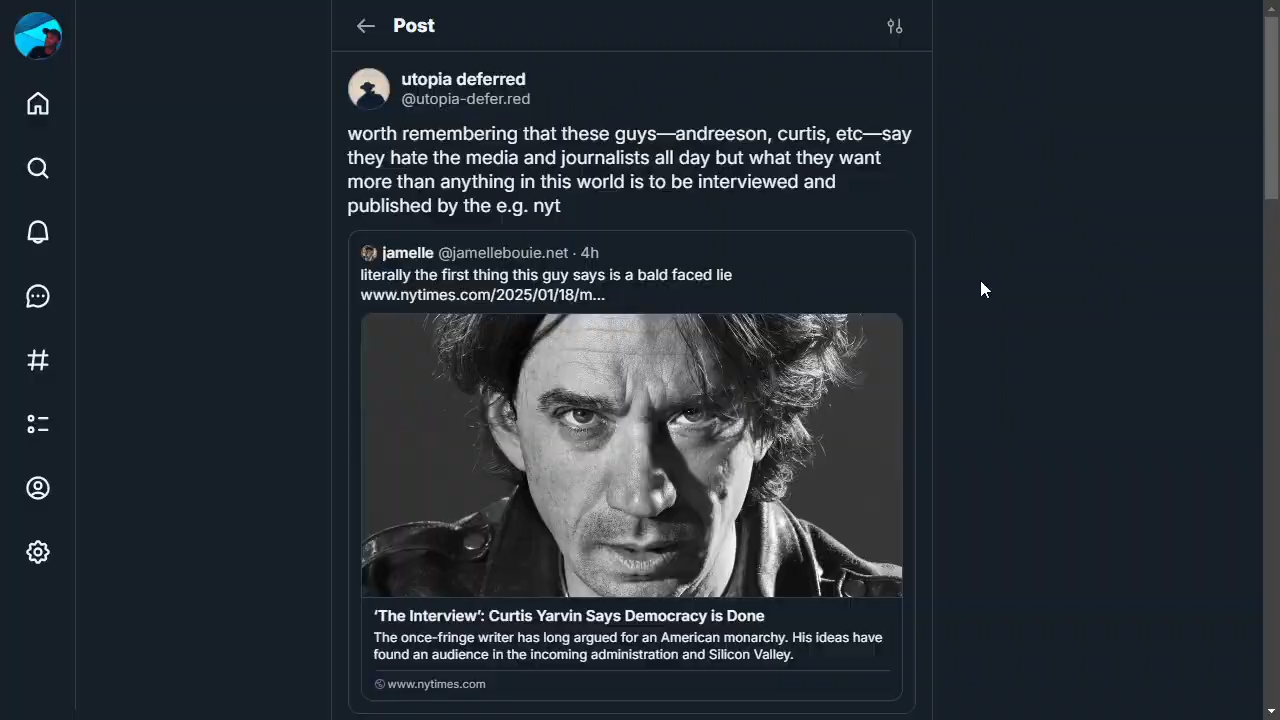 Post
utopia deferred
@utopia-defer.red
worth remembering that these guys—andreeson, curtis, etc—say
they hate the media and journalists all day but what they want
more than anything in this world is to be interviewed and
published by the e.g. nyt
jamelle @jamellebouie.net · 4h
literally the first thing this guy says is a bald faced lie
www.nytimes.com/2025/01/18/m...
‘The Interview’: Curtis Yarvin Says Democracy is Done
The once-fringe writer has long argued for an American monarchy. His ideas have
found an audience in the incoming administration and Silicon Valley.
www.nytimes.com